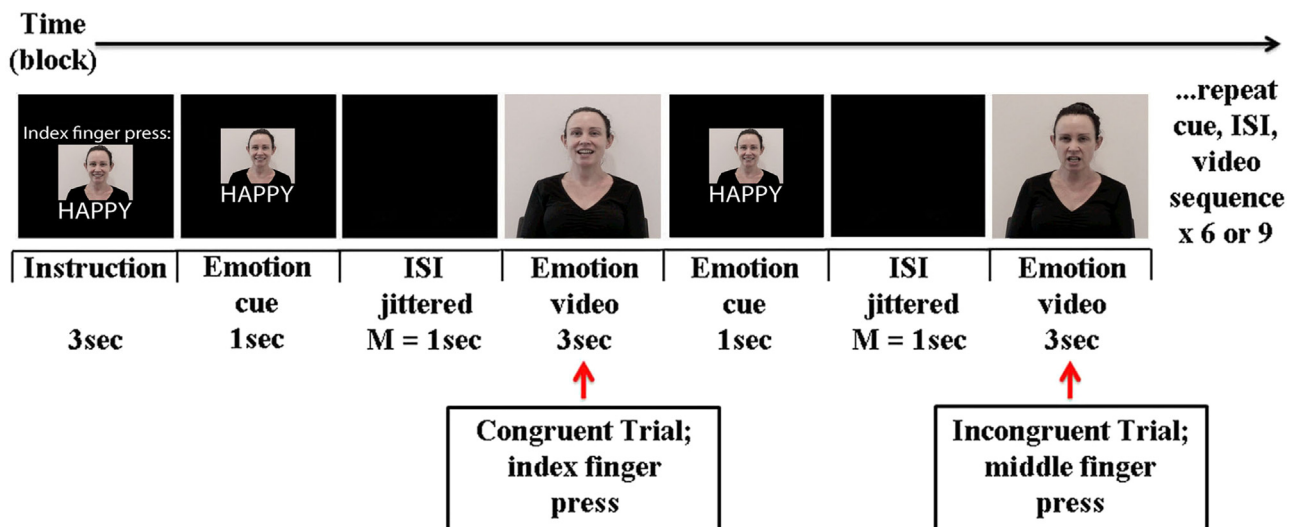 Time
(block)
Index finger press:
HAPPY
HAPPY
HAPPY
...repeat
cue, ISI,
video
sequence
x 6 or 9
Instruction
3sec
Emotion
cue
1sec
ISI
jittered
M = 1sec
Emotion
video
3sec
Emotion
cue
1sec
ISI
jittered
M = 1sec
Emotion
video
3sec
Congruent Trial;
index finger
press
Incongruent Trial;
middle finger
press